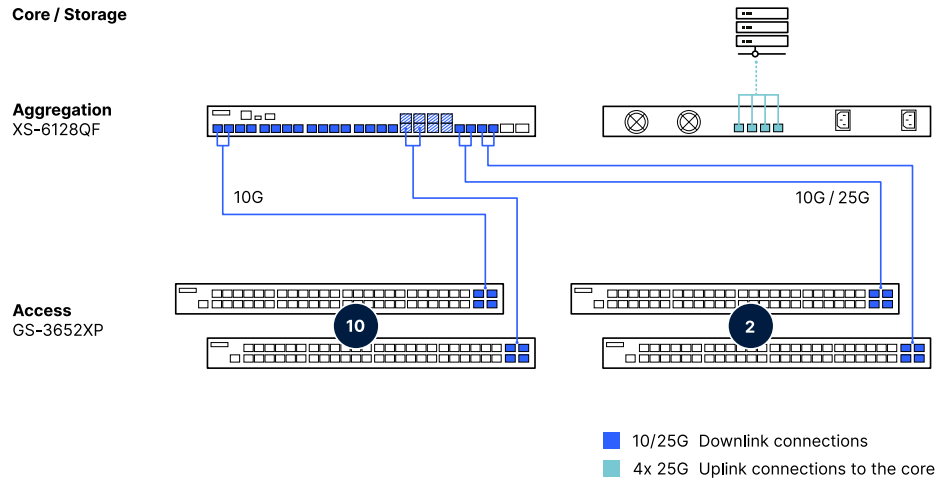 Core / Storage
Aggregation
XS-6128QF
10G
10G / 25G
Access
GS-3652XP
10
2
10/25G Downlink connections
4x 25G Uplink connections to the core